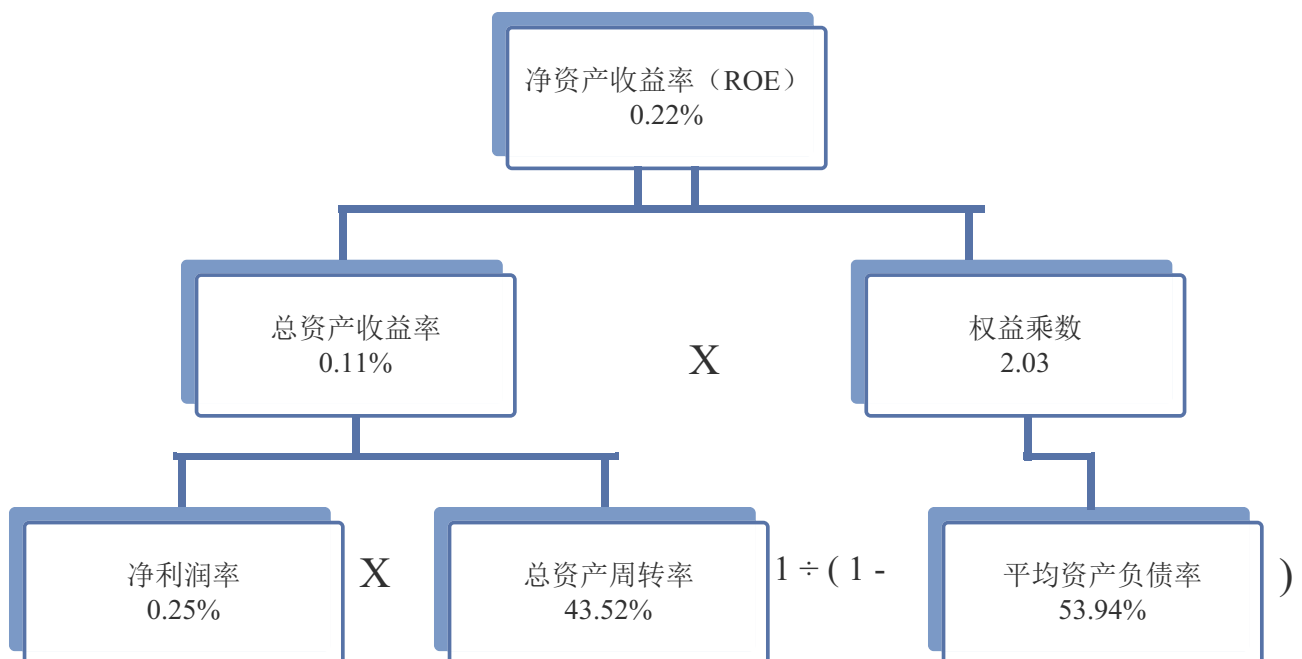 净资产收益率（ROE）
0.22%
总资产收益率
0.11%
X
权益乘数
2.03
净利润率
0.25%
X
总资产周转率
43.52%
1 ÷ ( 1 -
平均资产负债率
53.94%
)